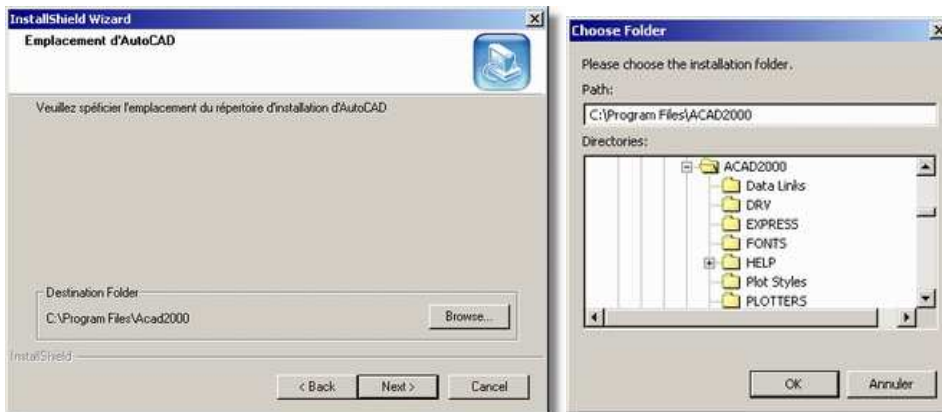 InstallShield Wizard
Emplacement d'AutoCAD
Veuillez spéficier l'emplacement du répertoire d'installation d'AutoCAD
Destination Folder
C:\Program Files\Acad2000
Browse...
InstallShield
< Back
Next >
Cancel
Choose Folder
Please choose the installation folder.
Path:
C:\Program Files\ACAD2000
Directories:
ACAD2000
Data Links
DRV
EXPRESS
FONTS
HELP
Plot Styles
PLOTTERS
OK
Annuler